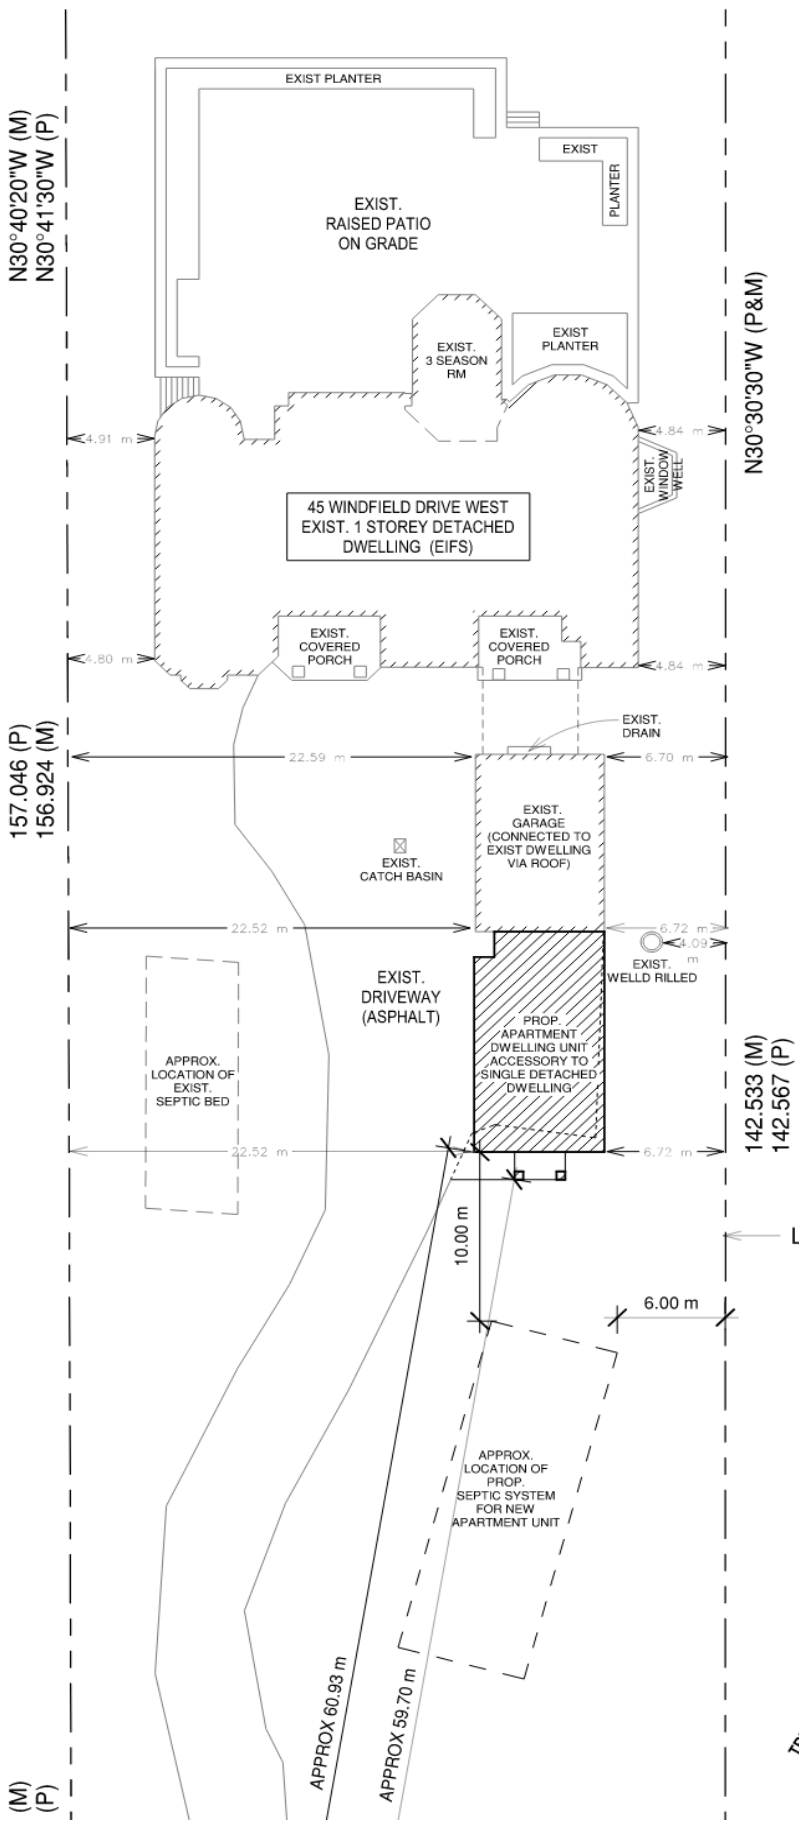 N30°40'20"W (M)
N30°41'30"W (P)
EXIST PLANTER
EXIST
PLANTER
EXIST.
RAISED PATIO
ON GRADE
N30°30'30"W (P&M)
EXIST.
3 SEASON
RM
EXIST
PLANTER
4.91 m
4.84 m
EXIST.
WINDOW
WELL
45 WINDFIELD DRIVE WEST
EXIST. 1 STOREY DETACHED
DWELLING (EIFS)
EXIST.
COVERED
PORCH
EXIST.
COVERED
PORCH
4.80 m
4.84 m
EXIST.
DRAIN
157.046 (P)
156.924 (M)
22.59 m
6.70 m
EXIST.
GARAGE
(CONNECTED TO
EXIST DWELLING
VIA ROOF)
EXIST.
CATCH BASIN
22.52 m
6.72 m
4.09
m
EXIST.
WELLD RILLED
EXIST.
DRIVEWAY
(ASPHALT)
PROP.
APARTMENT
DWELLING UNIT
ACCESSORY TO
SINGLE DETACHED
DWELLING
APPROX.
LOCATION OF
EXIST.
SEPTIC BED
142.533 (M)
142.567 (P)
22.52 m
6.72 m
10.00 m
6.00 m
APPROX.
LOCATION OF
PROP.
SEPTIC SYSTEM
FOR NEW
APARTMENT UNIT
APPROX 60.93 m
APPROX 59.70 m
(M)
(P)